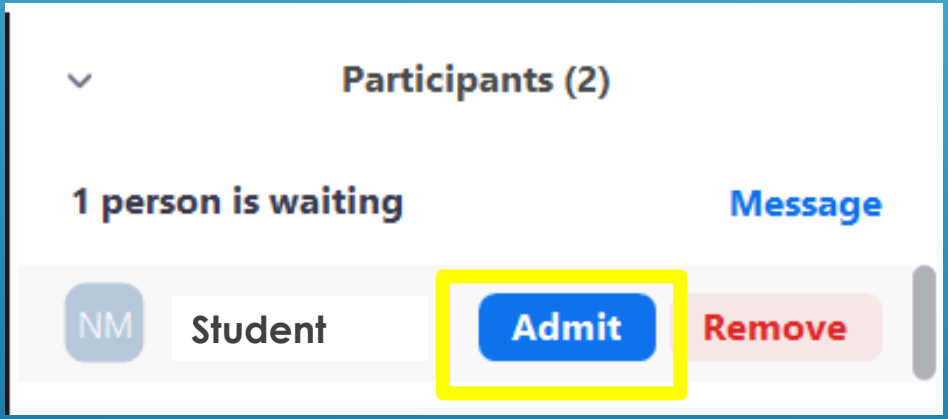 Participants (2)
1 person is waiting Message
NM Student Admit Remove